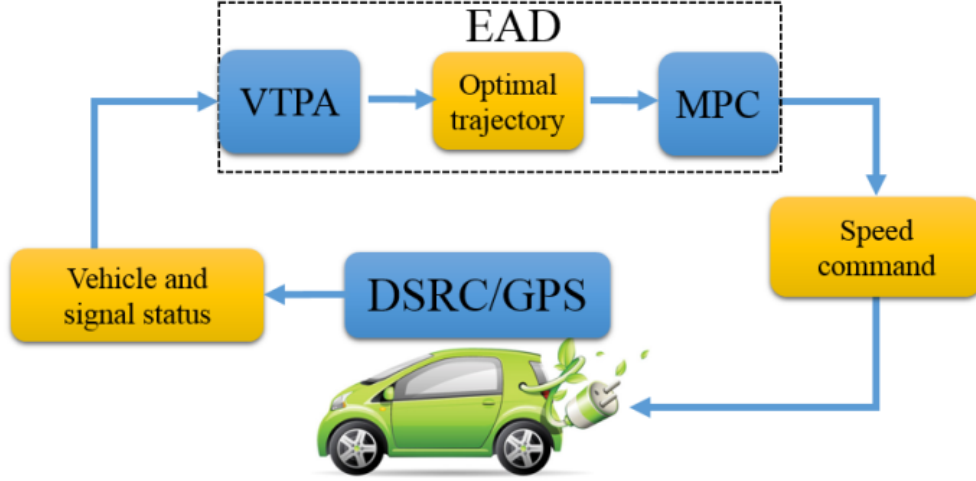 EAD
VTPA
Optimal
trajectory
MPC
Speed
command
Vehicle and
signal status
DSRC/GPS